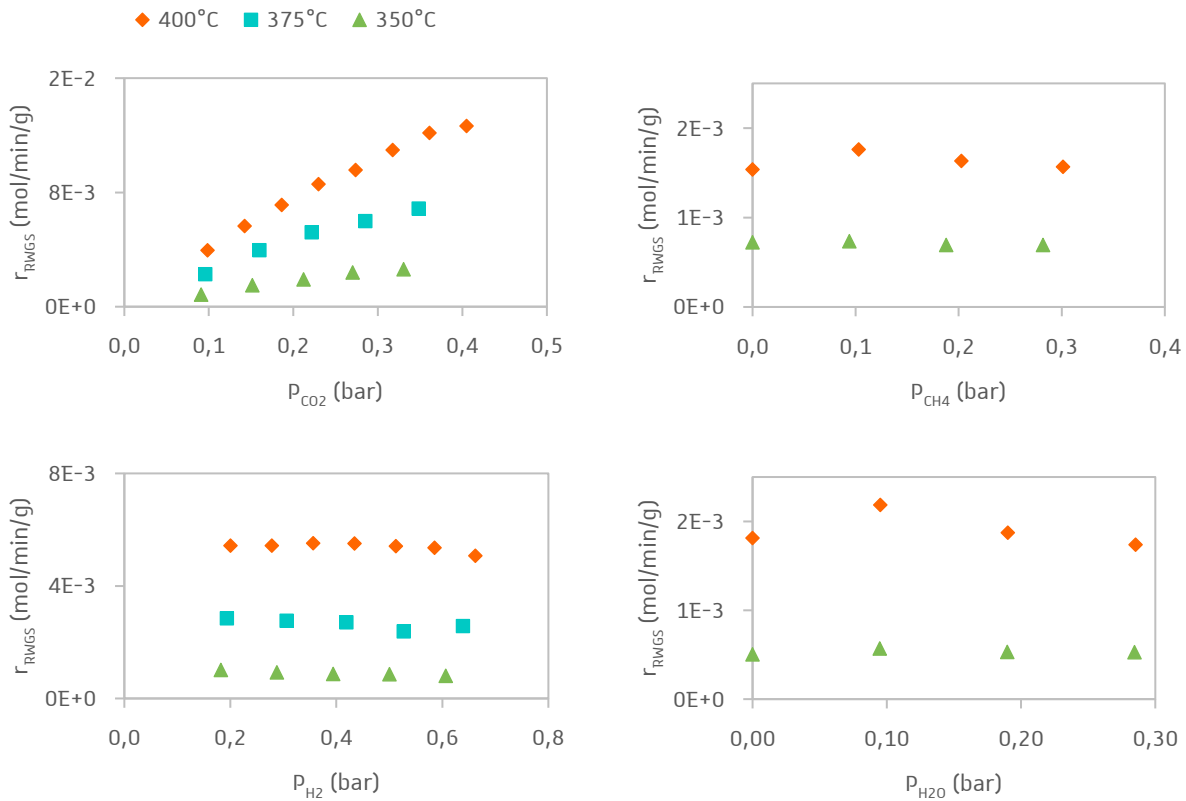 400°C 375°C 350°C
r_RWGS (mol/min/g)
2E-2
8E-3
0E+0
0,0 0,1 0,2 0,3 0,4 0,5
P_CO2 (bar)
r_RWGS (mol/min/g)
2E-3
1E-3
0E+0
0,0 0,1 0,2 0,3 0,4
P_CH4 (bar)
r_RWGS (mol/min/g)
8E-3
4E-3
0E+0
0,0 0,2 0,4 0,6 0,8
P_H2 (bar)
r_RWGS (mol/min/g)
2E-3
1E-3
0E+0
0,00 0,10 0,20 0,30
P_H2O (bar)